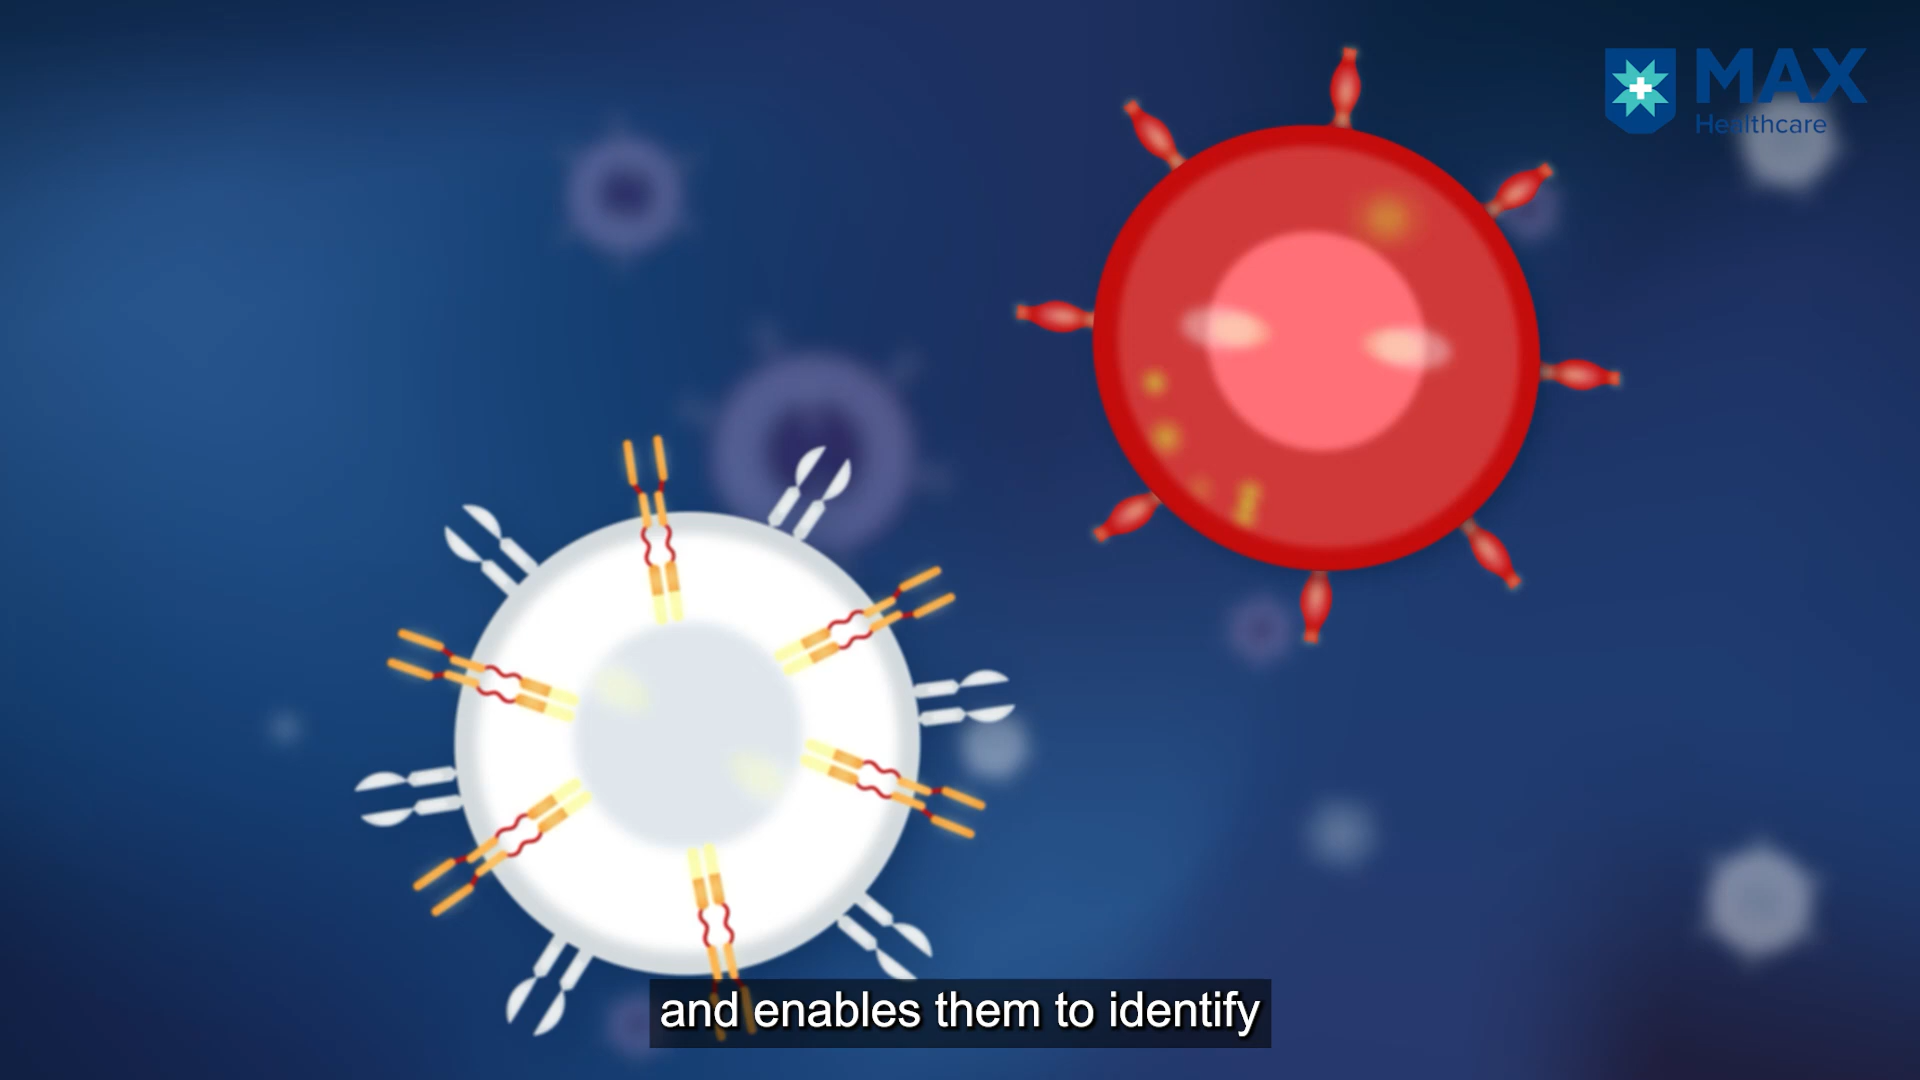 MAX
Healthcare
and enables them to identify